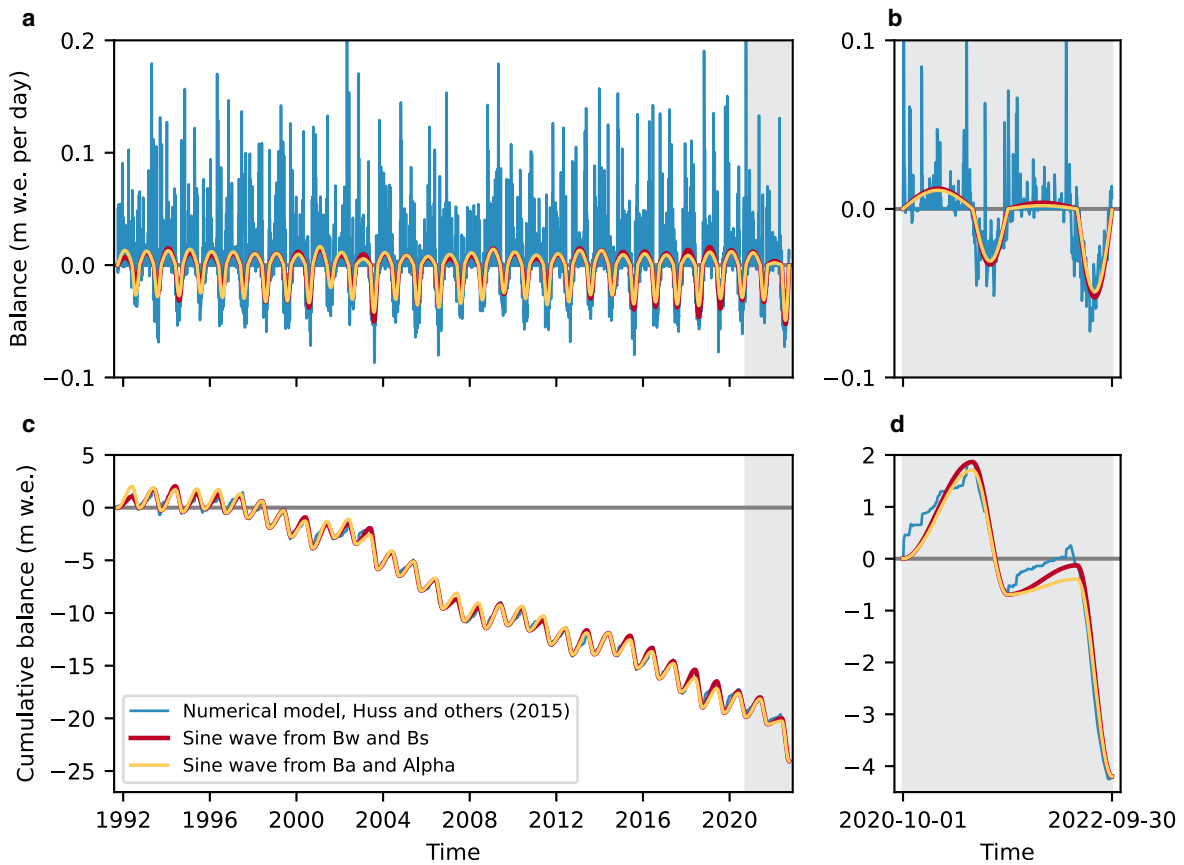 a
b
Balance (m w.e. per day)
0.2
0.1
0.0
−0.1
0.1
0.0
−0.1
c
d
Cumulative balance (m w.e.)
5
0
−5
−10
−15
−20
−25
Numerical model, Huss and others (2015)
Sine wave from Bw and Bs
Sine wave from Ba and Alpha
1992 1996 2000 2004 2008 2012 2016 2020
Time
2
1
0
−1
−2
−3
−4
2020-10-01 2022-09-30
Time